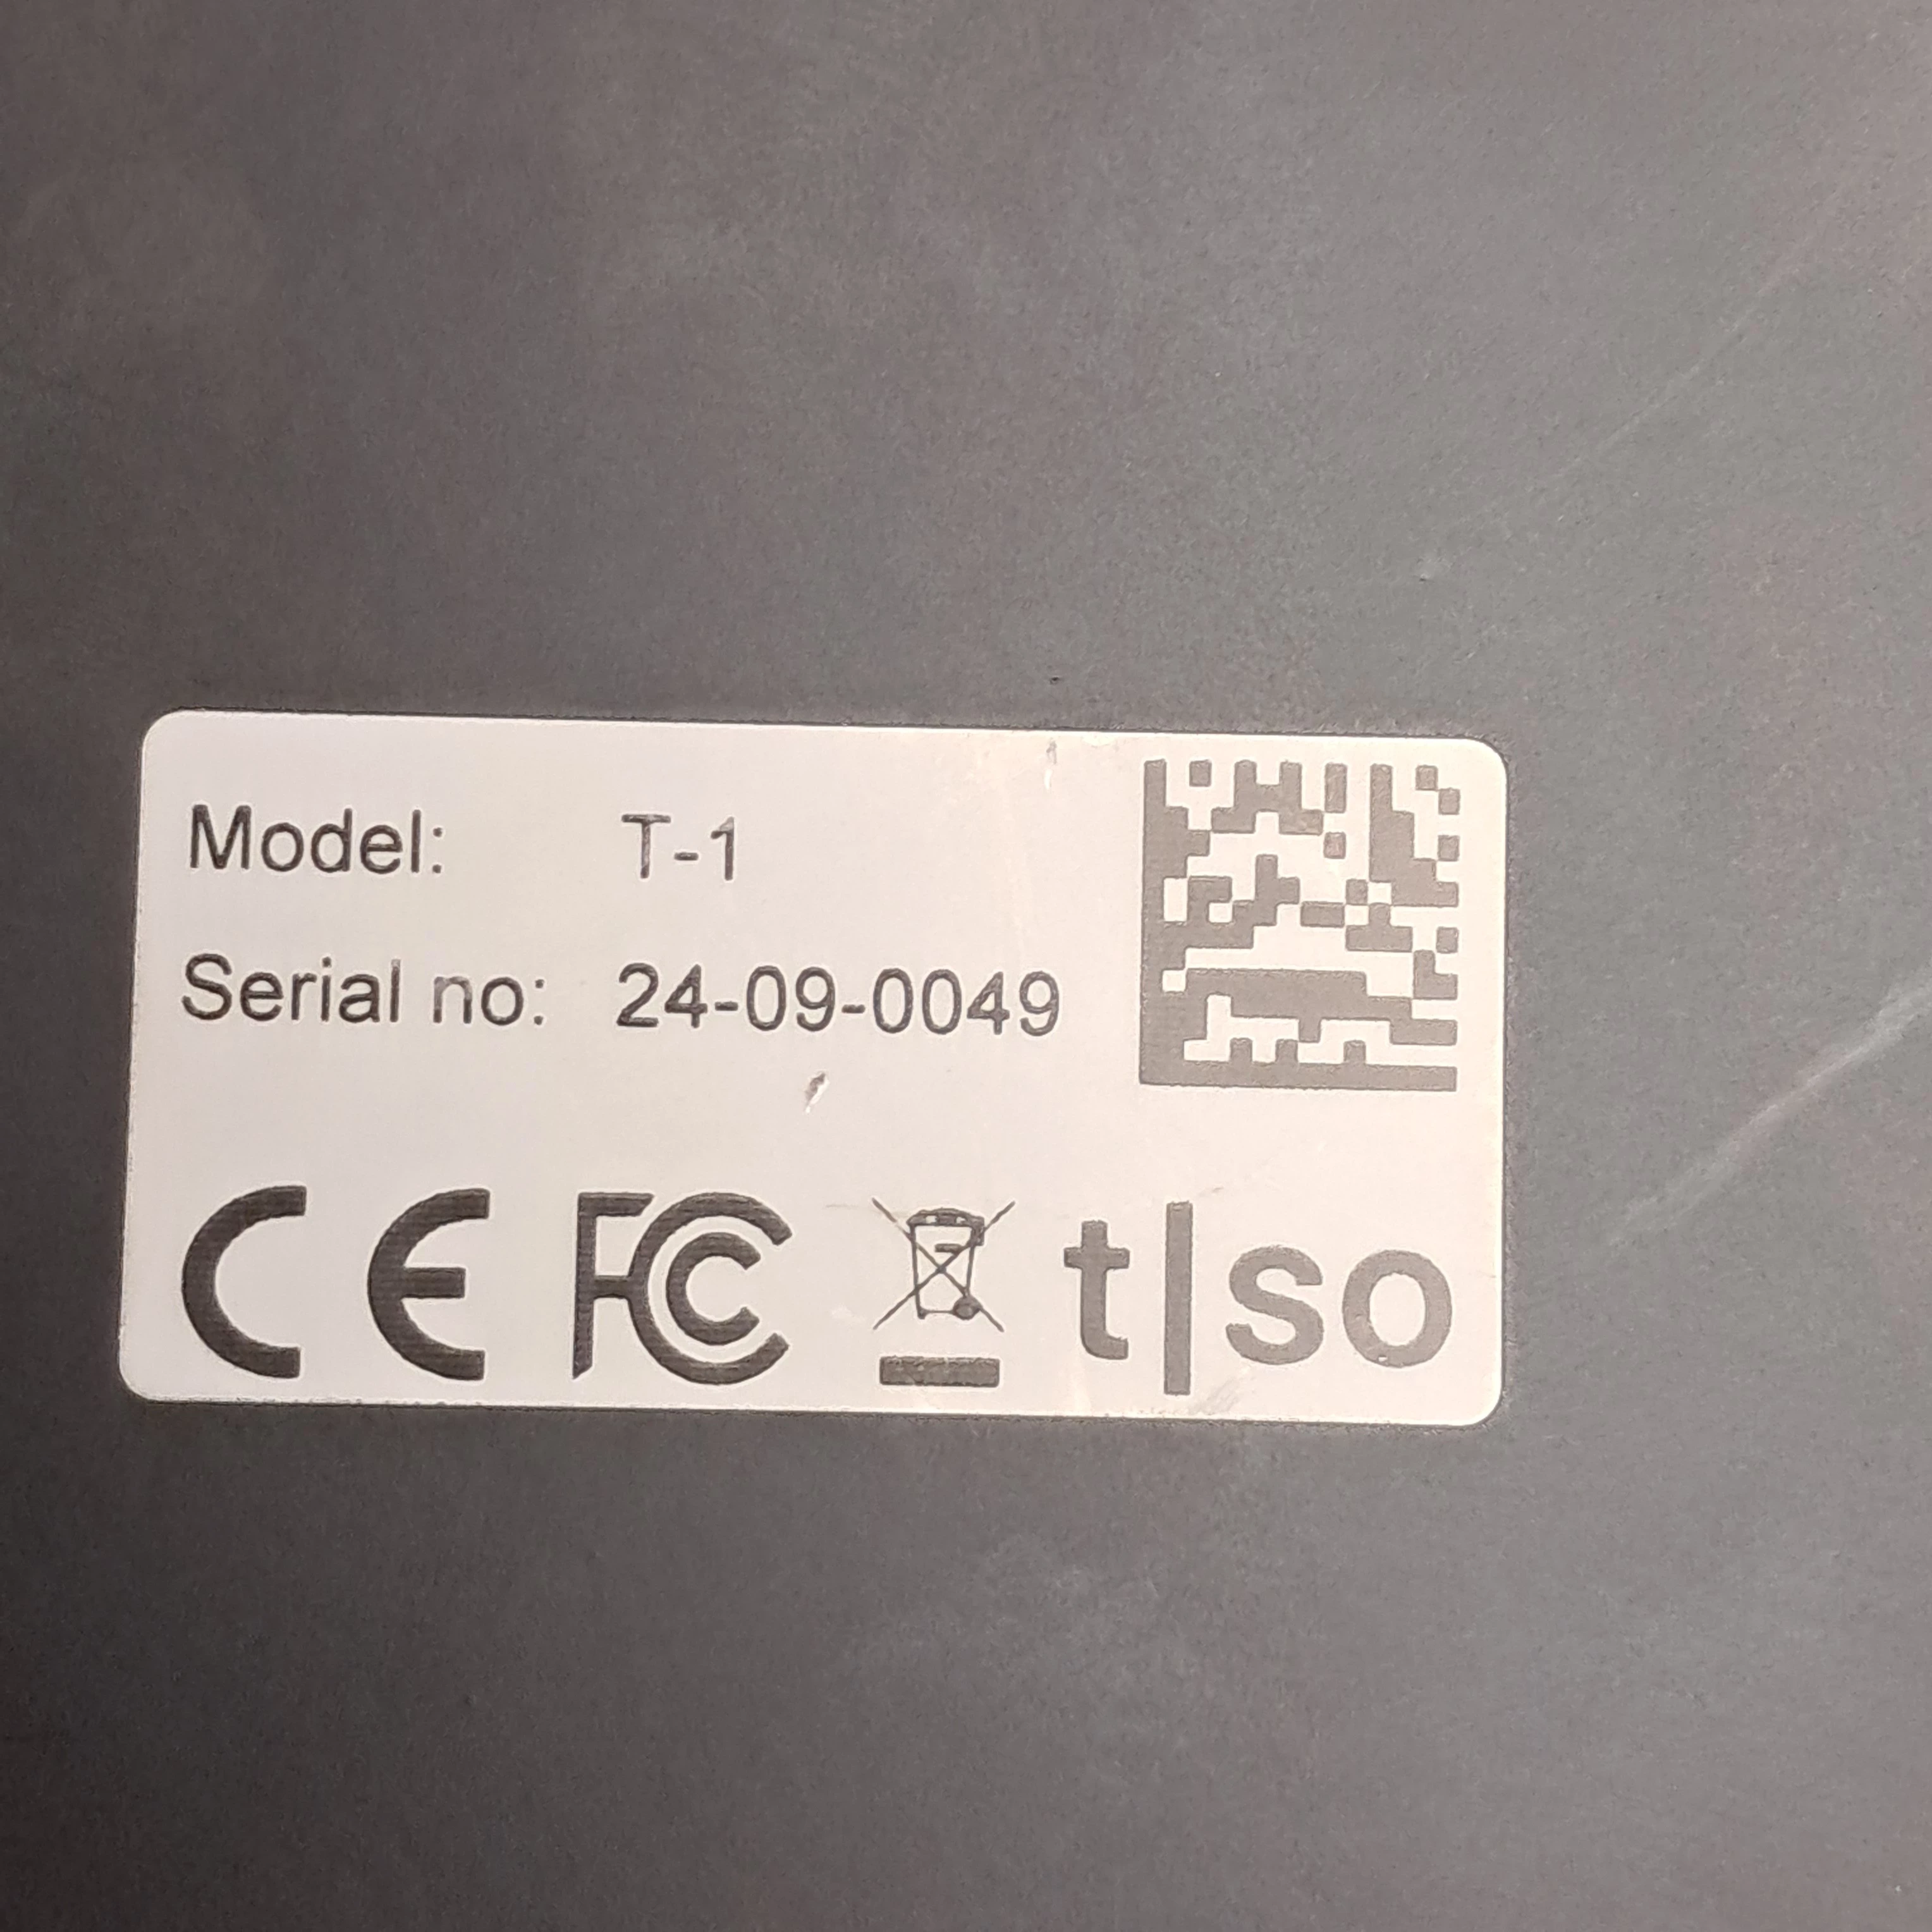 Model: T-1
Serial no: 24-09-0049
CE FC t|so